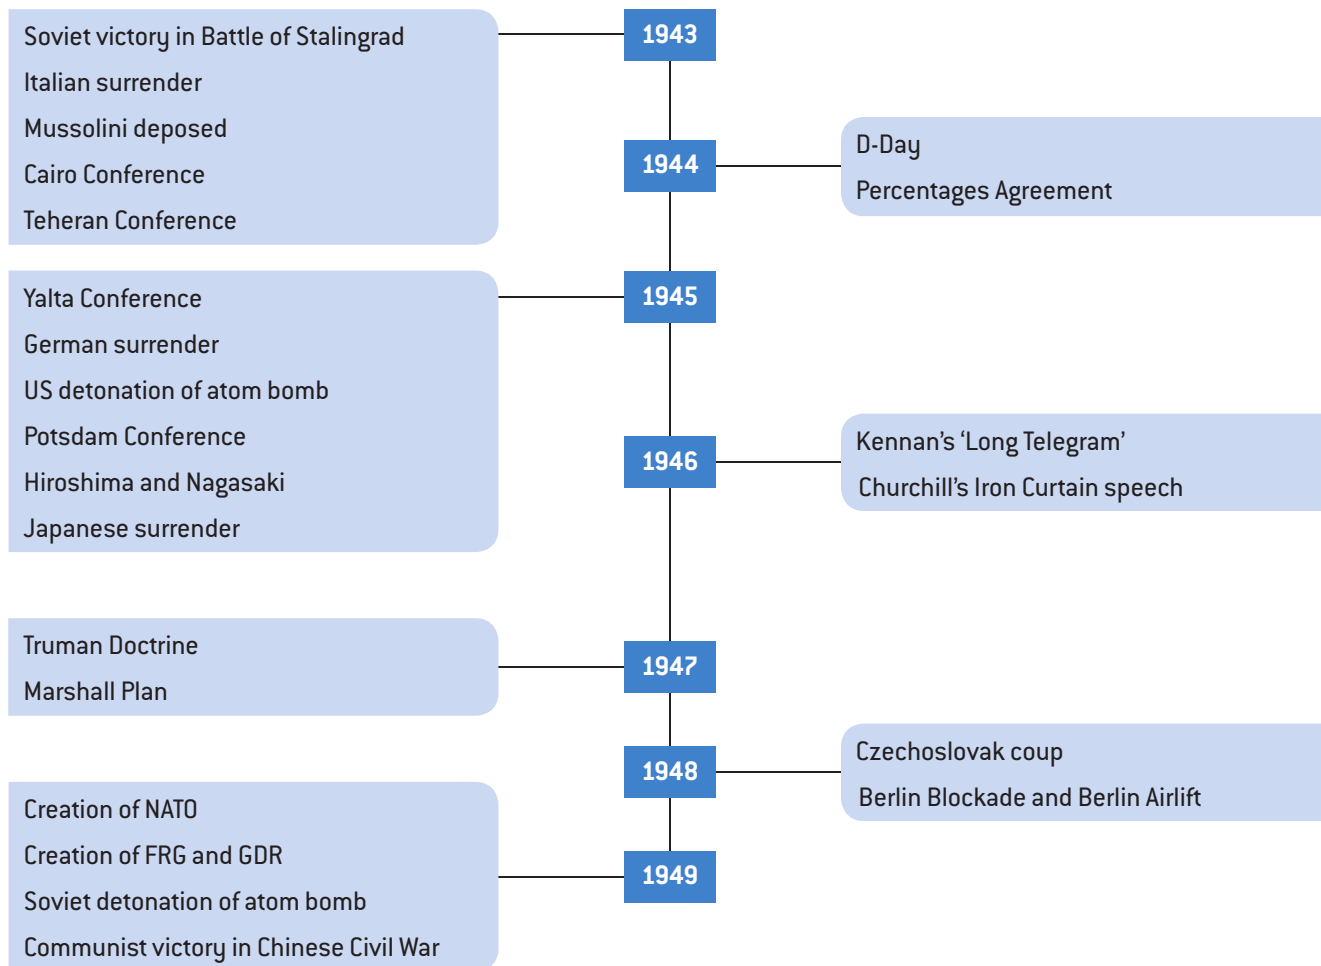 1943
Soviet victory in Battle of Stalingrad
Italian surrender
Mussolini deposed
Cairo Conference
Teheran Conference
1944
D-Day
Percentages Agreement
1945
Yalta Conference
German surrender
US detonation of atom bomb
Potsdam Conference
Hiroshima and Nagasaki
Japanese surrender
1946
Kennan’s ‘Long Telegram’
Churchill’s Iron Curtain speech
1947
Truman Doctrine
Marshall Plan
1948
Czechoslovak coup
Berlin Blockade and Berlin Airlift
1949
Creation of NATO
Creation of FRG and GDR
Soviet detonation of atom bomb
Communist victory in Chinese Civil War